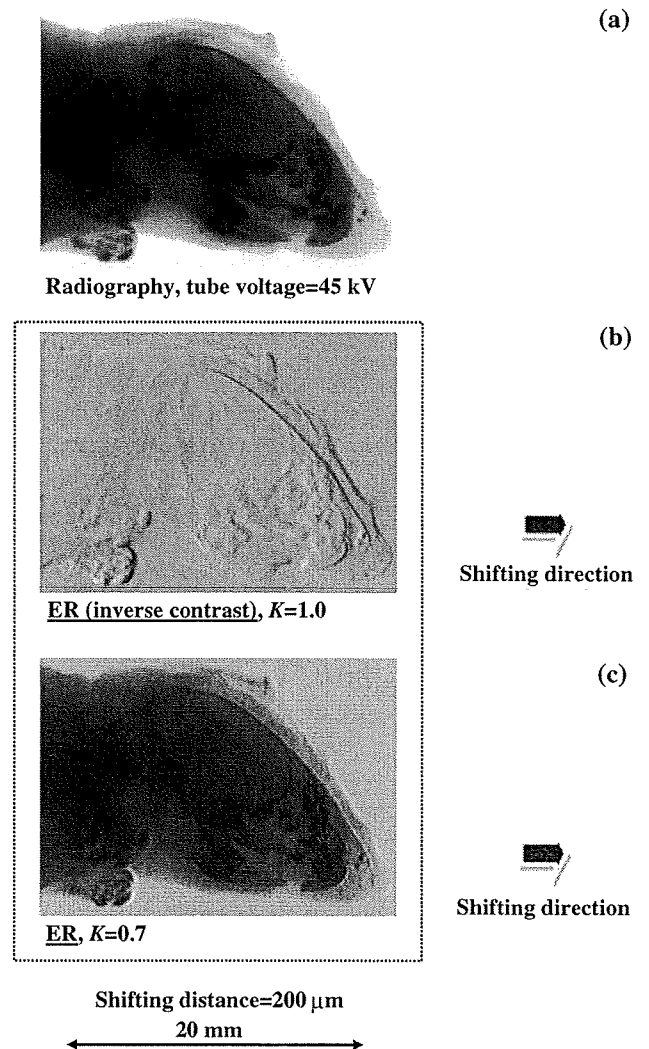 (a)
Radiography, tube voltage=45 kV
(b)
Shifting direction
ER (inverse contrast), K=1.0
(c)
Shifting direction
ER, K=0.7
Shifting distance=200 μm
20 mm